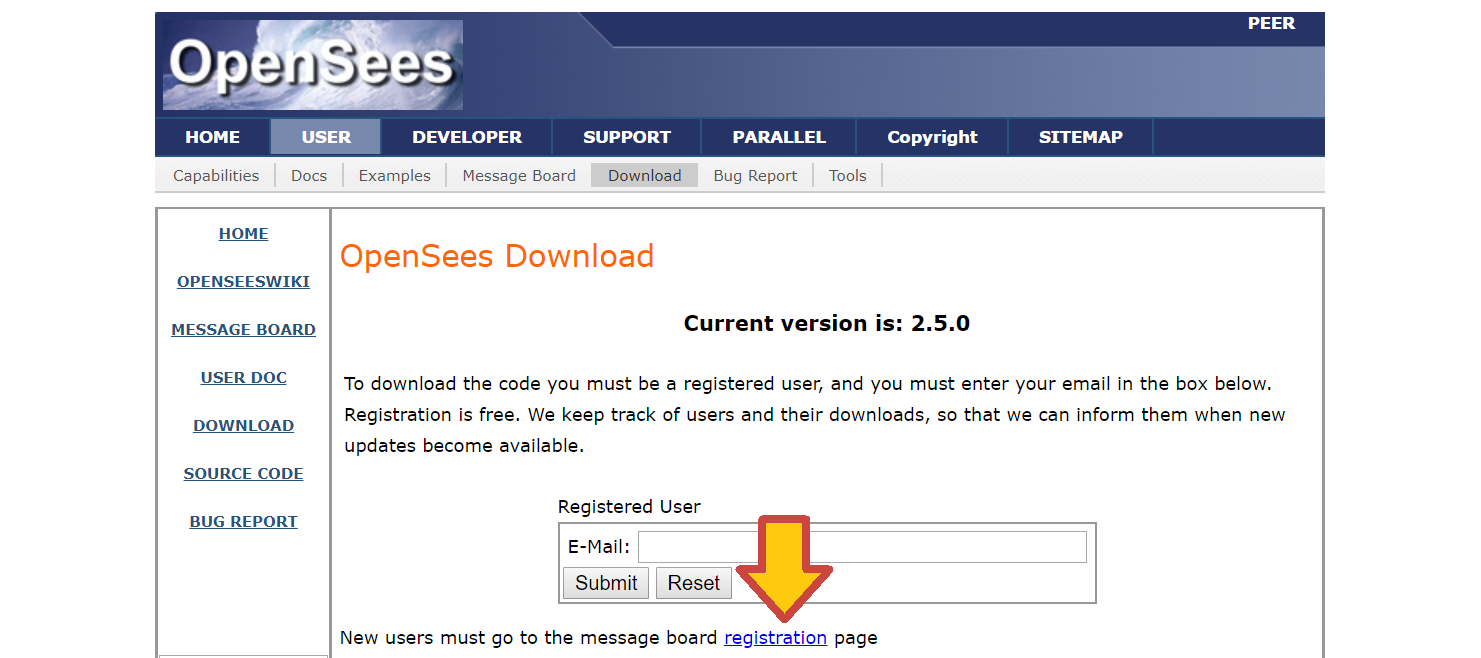 PEER
OpenSees
HOME USER DEVELOPER SUPPORT PARALLEL Copyright SITEMAP
Capabilities Docs Examples Message Board Download Bug Report Tools
HOME
OPENSEESWIKI
MESSAGE BOARD
USER DOC
DOWNLOAD
SOURCE CODE
BUG REPORT
OpenSees Download
Current version is: 2.5.0
To download the code you must be a registered user, and you must enter your email in the box below.
Registration is free. We keep track of users and their downloads, so that we can inform them when new
updates become available.
Registered User
E-Mail:
Submit Reset
New users must go to the message board registration page